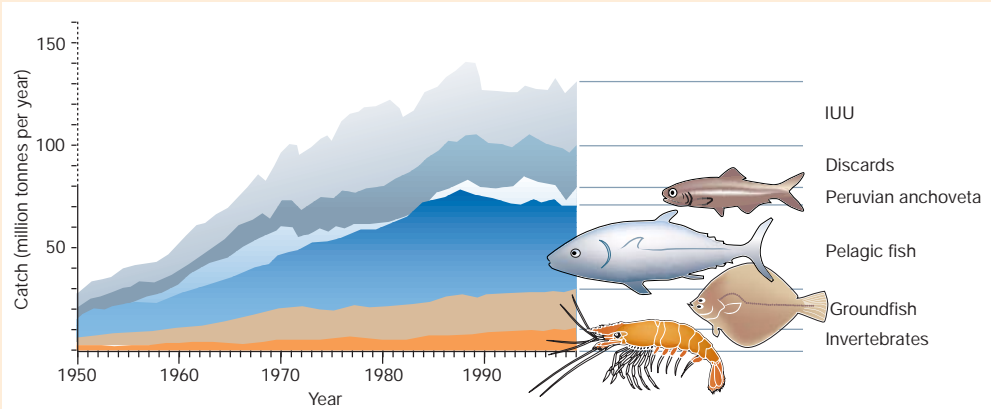 Catch (million tonnes per year)
150
100
50
1950
1960
1970
1980
1990
Year
IUU
Discards
Peruvian anchoveta
Pelagic fish
Groundfish
Invertebrates